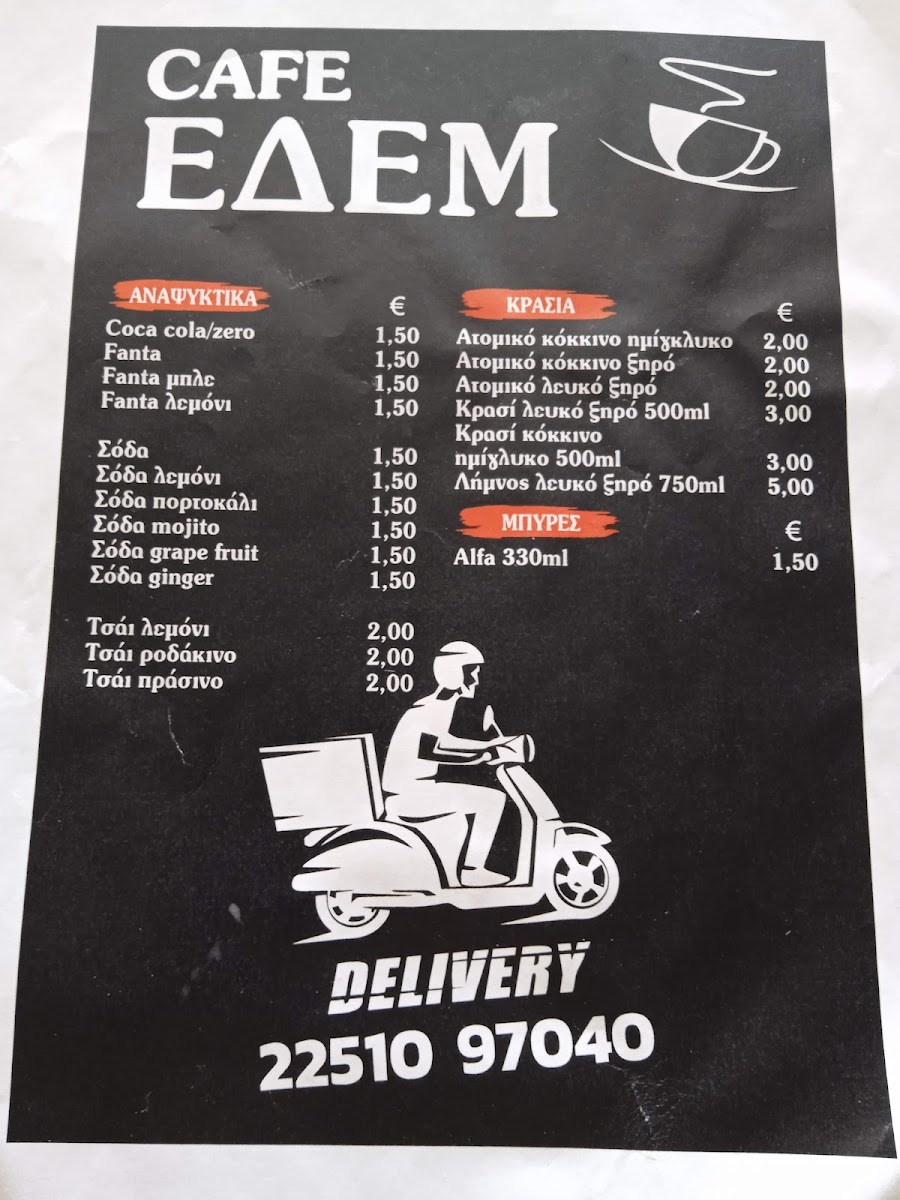 CAFE
ΕΔΕΜ
ΑΝΑΨΥΚΤΙΚΑ €
Coca cola/zero 1,50
Fanta 1,50
Fanta μπλε 1,50
Fanta λεμόνι 1,50
Σόδα 1,50
Σόδα λεμόνι 1,50
Σόδα πορτοκάλι 1,50
Σόδα mojito 1,50
Σόδα grape fruit 1,50
Σόδα ginger 1,50
Τσάι λεμόνι 2,00
Τσάι ροδάκινο 2,00
Τσάι πράσινο 2,00
ΚΡΑΣΙΑ €
Ατομικό κόκκινο ημίγκλυκο 2,00
Ατομικό κόκκινο ξηρό 2,00
Ατομικό λευκό ξηρό 2,00
Κρασί λευκό ξηρό 500ml 3,00
Κρασί κόκκινο
ημίγλυκο 500ml 3,00
Λήμνος λευκό ξηρό 750ml 5,00
ΜΠΥΡΕΣ €
Alfa 330ml 1,50
DELIVERY
22510 97040